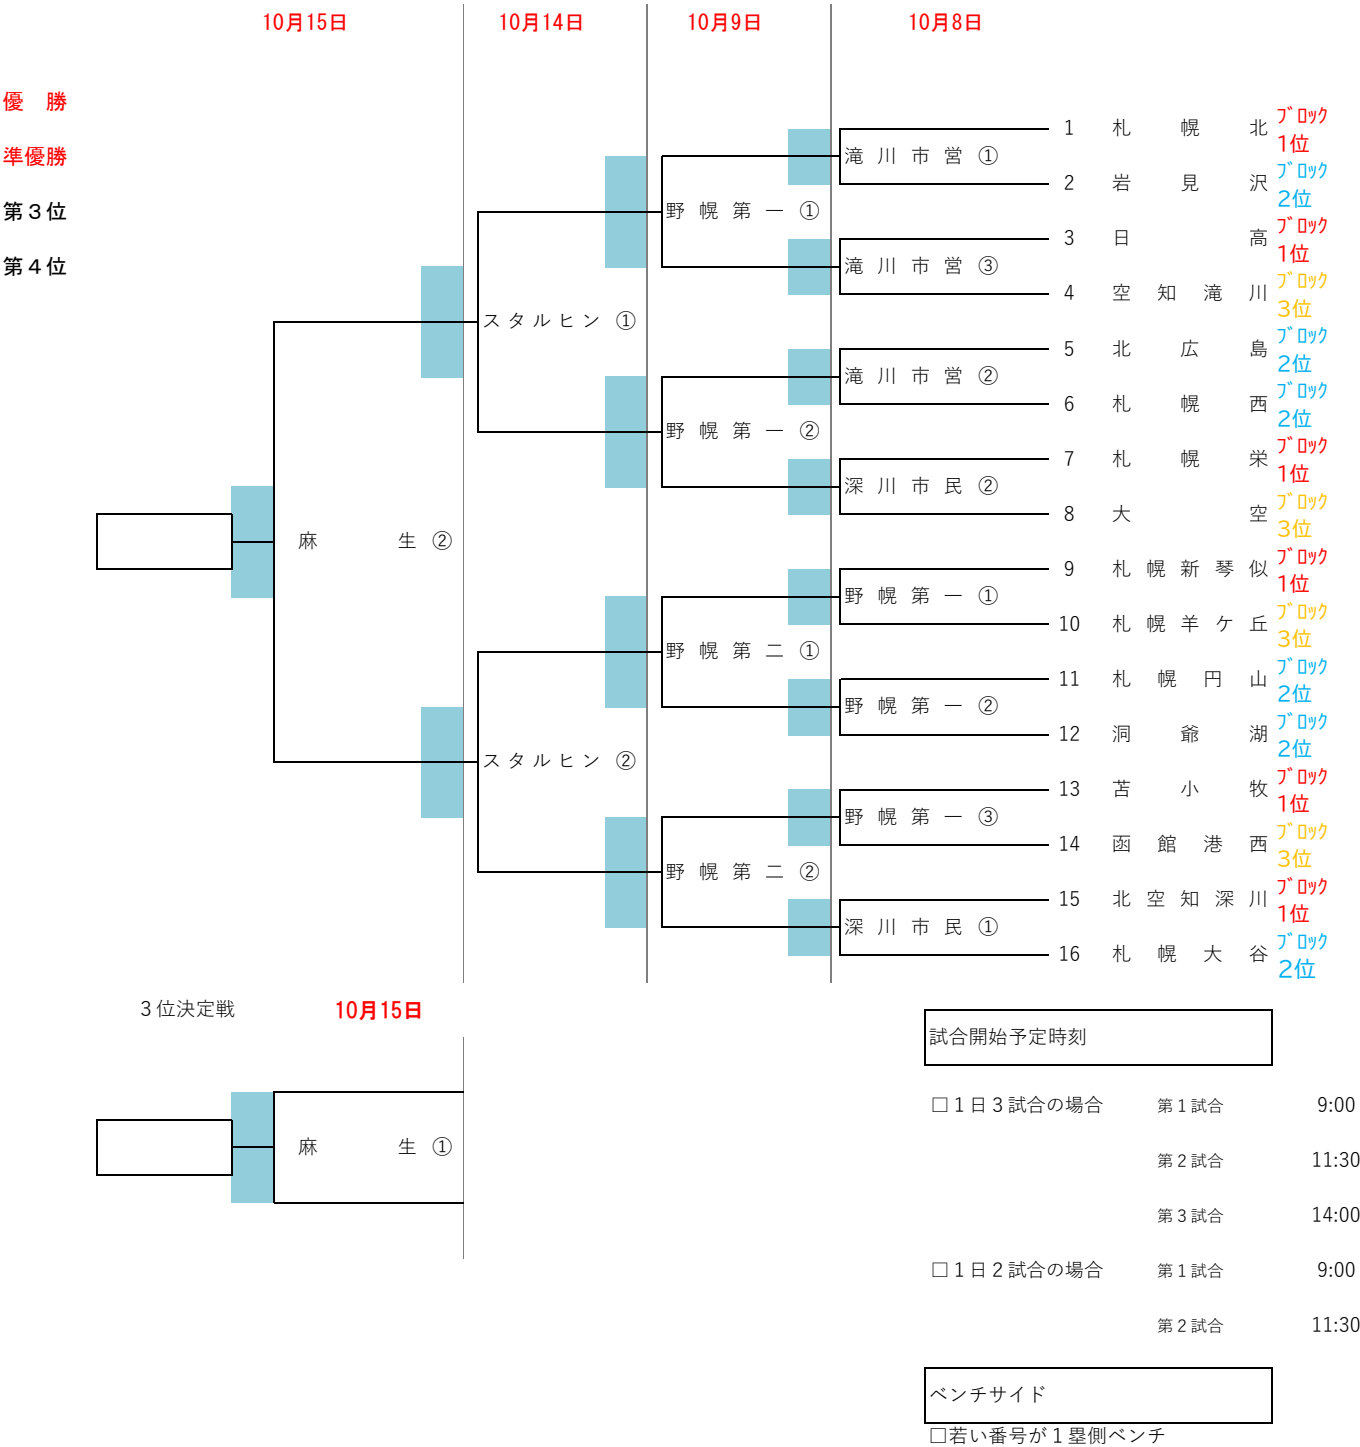 10月15日 10月14日 10月9日 10月8日
優　勝
準優勝
第３位
第４位
1 札幌北 ﾌﾞﾛｯｸ1位
滝川市営①
2 岩見沢 ﾌﾞﾛｯｸ2位
野幌第一①
3 日高 ﾌﾞﾛｯｸ1位
滝川市営③
4 空知滝川 ﾌﾞﾛｯｸ3位
スタルヒン①
5 北広島 ﾌﾞﾛｯｸ2位
滝川市営②
6 札幌西 ﾌﾞﾛｯｸ2位
野幌第一②
7 札幌栄 ﾌﾞﾛｯｸ1位
深川市民②
8 大空 ﾌﾞﾛｯｸ3位
麻生②
9 札幌新琴似 ﾌﾞﾛｯｸ1位
野幌第一①
10 札幌羊ケ丘 ﾌﾞﾛｯｸ3位
野幌第二①
11 札幌円山 ﾌﾞﾛｯｸ2位
野幌第一②
12 洞爺湖 ﾌﾞﾛｯｸ2位
スタルヒン②
13 苫小牧 ﾌﾞﾛｯｸ1位
野幌第一③
14 函館港西 ﾌﾞﾛｯｸ3位
野幌第二②
15 北空知深川 ﾌﾞﾛｯｸ1位
深川市民①
16 札幌大谷 ﾌﾞﾛｯｸ2位
３位決定戦 10月15日
麻生①
試合開始予定時刻
□１日３試合の場合 第１試合 9:00
第２試合 11:30
第３試合 14:00
□１日２試合の場合 第１試合 9:00
第２試合 11:30
ベンチサイド
□若い番号が１塁側ベンチ